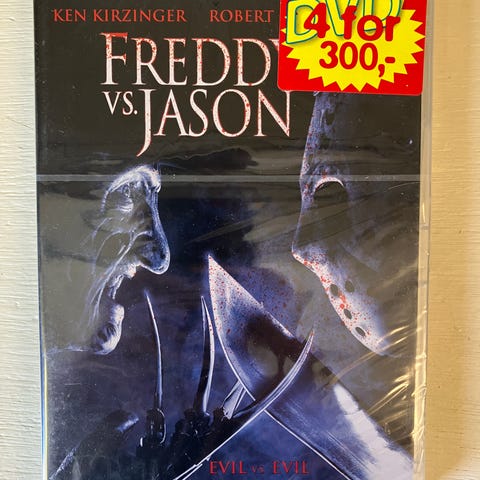 KEN KIRZINGER ROBERT
DVD
4 for
300,-
FREDDY
VS. JASON
EVIL vs EVIL